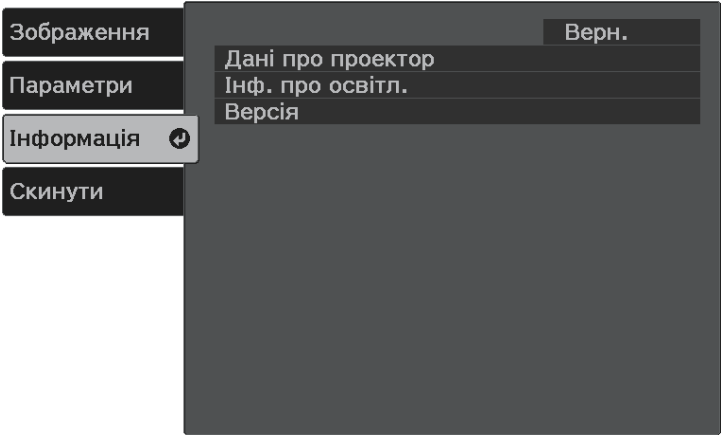 Зображення
Параметри
Інформація
Скинути
Верн.
Дані про проектор
Інф. про освітл.
Версія